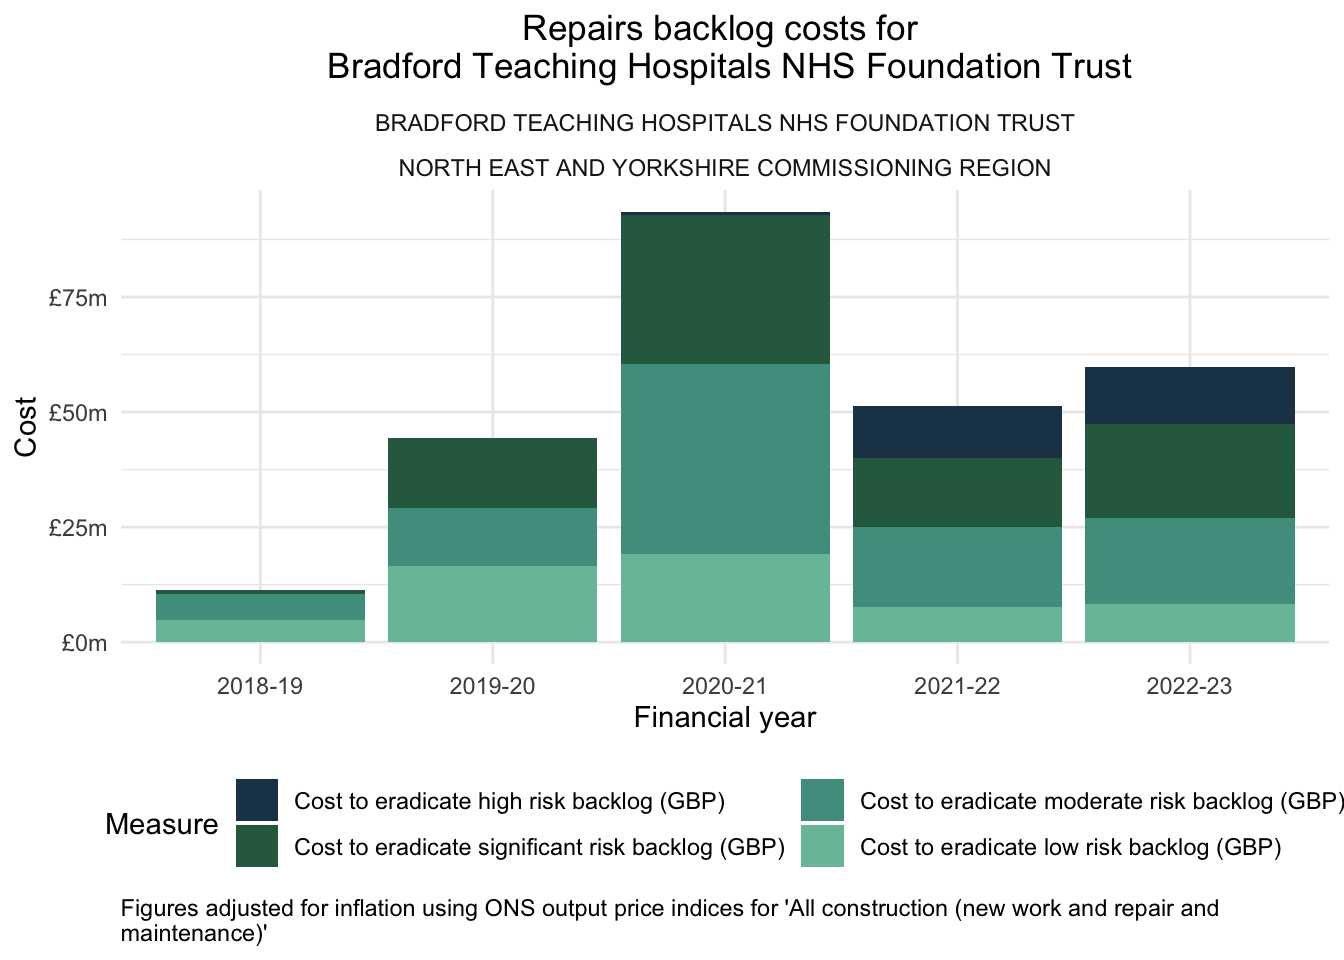 Repairs backlog costs for
Bradford Teaching Hospitals NHS Foundation Trust
BRADFORD TEACHING HOSPITALS NHS FOUNDATION TRUST
NORTH EAST AND YORKSHIRE COMMISSIONING REGION
Cost
£75m
£50m
£25m
£0m
2018-19 2019-20 2020-21 2021-22 2022-23
Financial year
Measure
Cost to eradicate high risk backlog (GBP)
Cost to eradicate significant risk backlog (GBP)
Cost to eradicate moderate risk backlog (GBP)
Cost to eradicate low risk backlog (GBP)
Figures adjusted for inflation using ONS output price indices for 'All construction (new work and repair and
maintenance)'